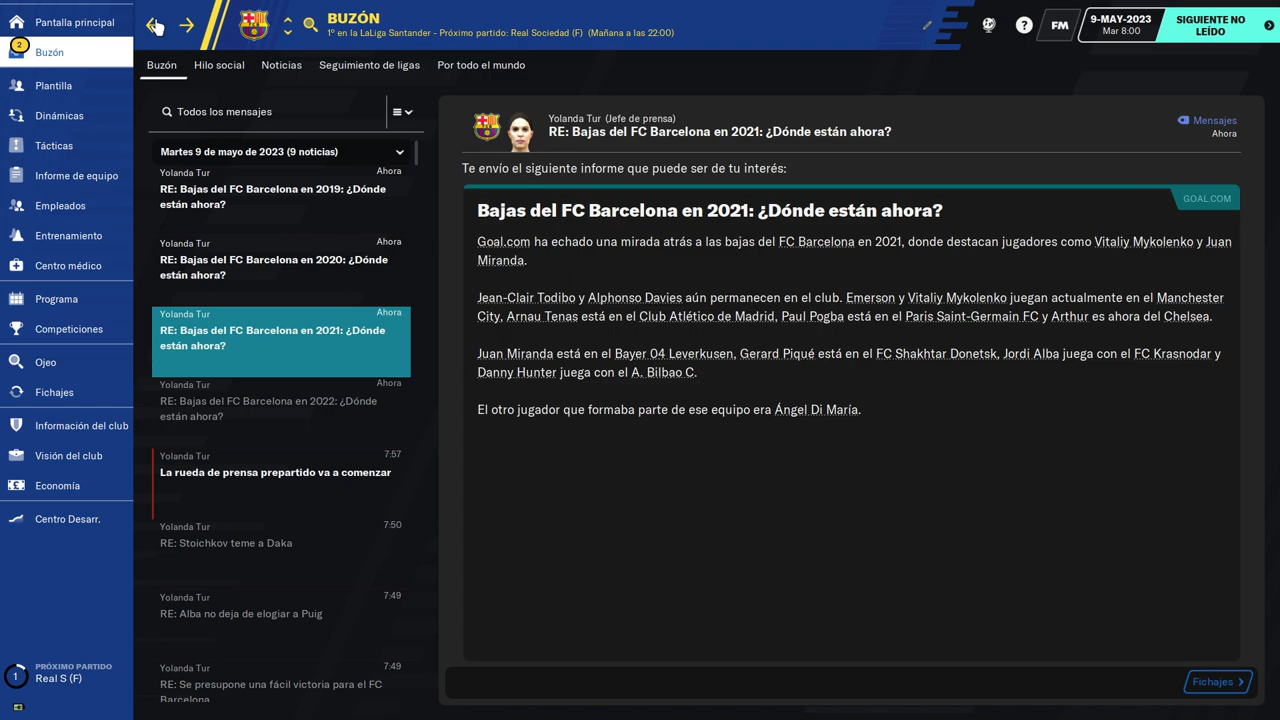 Pantalla principal
2
Buzón
Plantilla
Dinámicas
Tácticas
Informe de equipo
Empleados
Entrenamiento
Centro médico
Programa
Competiciones
Ojeo
Fichajes
Información del club
Visión del club
Economía
Centro Desarr.
PRÓXIMO PARTIDO
1
Real S (F)
BUZÓN
1º en la LaLiga Santander - Próximo partido: Real Sociedad (F) (Mañana a las 22:00)
?
FM
9-MAY-2023
Mar 8:00
SIGUIENTE NO
LEÍDO
Buzón
Hilo social
Noticias
Seguimiento de ligas
Por todo el mundo
Todos los mensajes
Martes 9 de mayo de 2023 (9 noticias)
Yolanda Tur Ahora
RE: Bajas del FC Barcelona en 2019: ¿Dónde
están ahora?
Yolanda Tur Ahora
RE: Bajas del FC Barcelona en 2020: ¿Dónde
están ahora?
Yolanda Tur Ahora
RE: Bajas del FC Barcelona en 2021: ¿Dónde
están ahora?
Yolanda Tur Ahora
RE: Bajas del FC Barcelona en 2022: ¿Dónde
están ahora?
Yolanda Tur 7:57
La rueda de prensa prepartido va a comenzar
Yolanda Tur 7:50
RE: Stoichkov teme a Daka
Yolanda Tur 7:49
RE: Alba no deja de elogiar a Puig
Yolanda Tur 7:49
RE: Se presupone una fácil victoria para el FC
Barcelona
Yolanda Tur (Jefe de prensa)
RE: Bajas del FC Barcelona en 2021: ¿Dónde están ahora?
Mensajes
Ahora
Te envío el siguiente informe que puede ser de tu interés:
GOAL.COM
Bajas del FC Barcelona en 2021: ¿Dónde están ahora?
Goal.com ha echado una mirada atrás a las bajas del FC Barcelona en 2021, donde destacan jugadores como Vitaliy Mykolenko y Juan
Miranda.
Jean-Clair Todibo y Alphonso Davies aún permanecen en el club. Emerson y Vitaliy Mykolenko juegan actualmente en el Manchester
City, Arnau Tenas está en el Club Atlético de Madrid, Paul Pogba está en el Paris Saint-Germain FC y Arthur es ahora del Chelsea.
Juan Miranda está en el Bayer 04 Leverkusen, Gerard Piqué está en el FC Shakhtar Donetsk, Jordi Alba juega con el FC Krasnodar y
Danny Hunter juega con el A. Bilbao C.
El otro jugador que formaba parte de ese equipo era Ángel Di María.
Fichajes